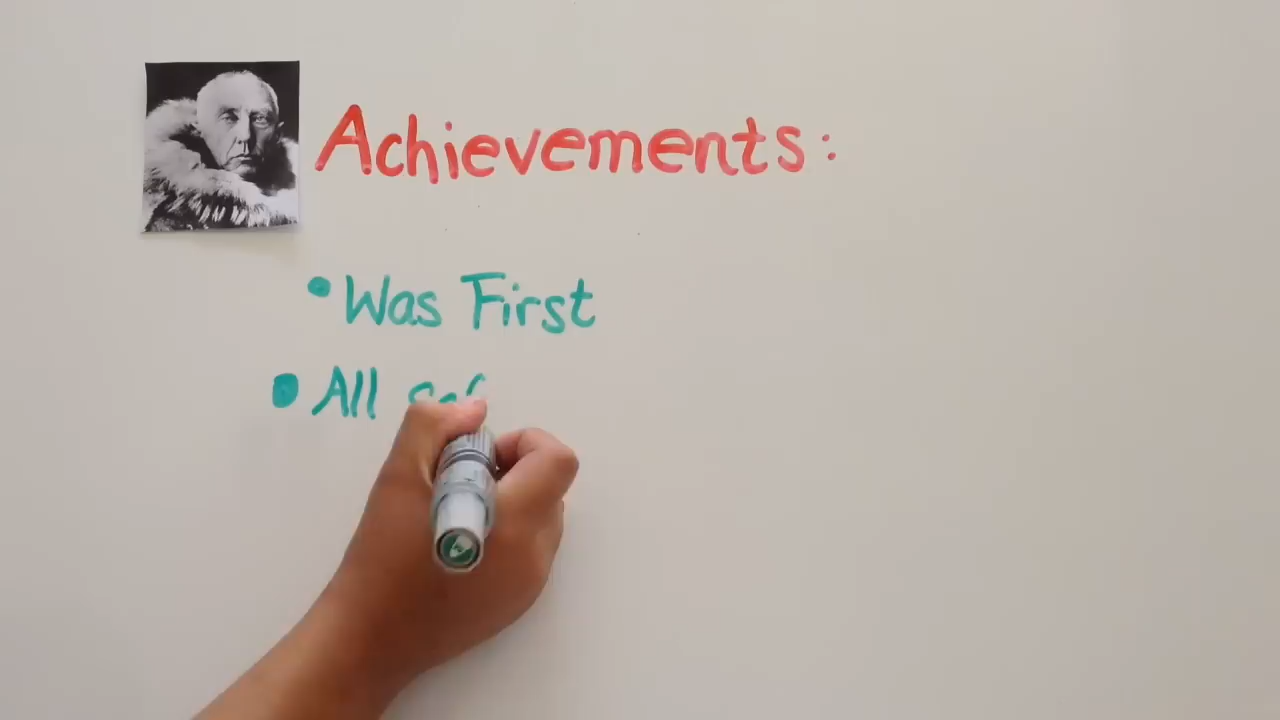 Achievements:
• Was First
• All